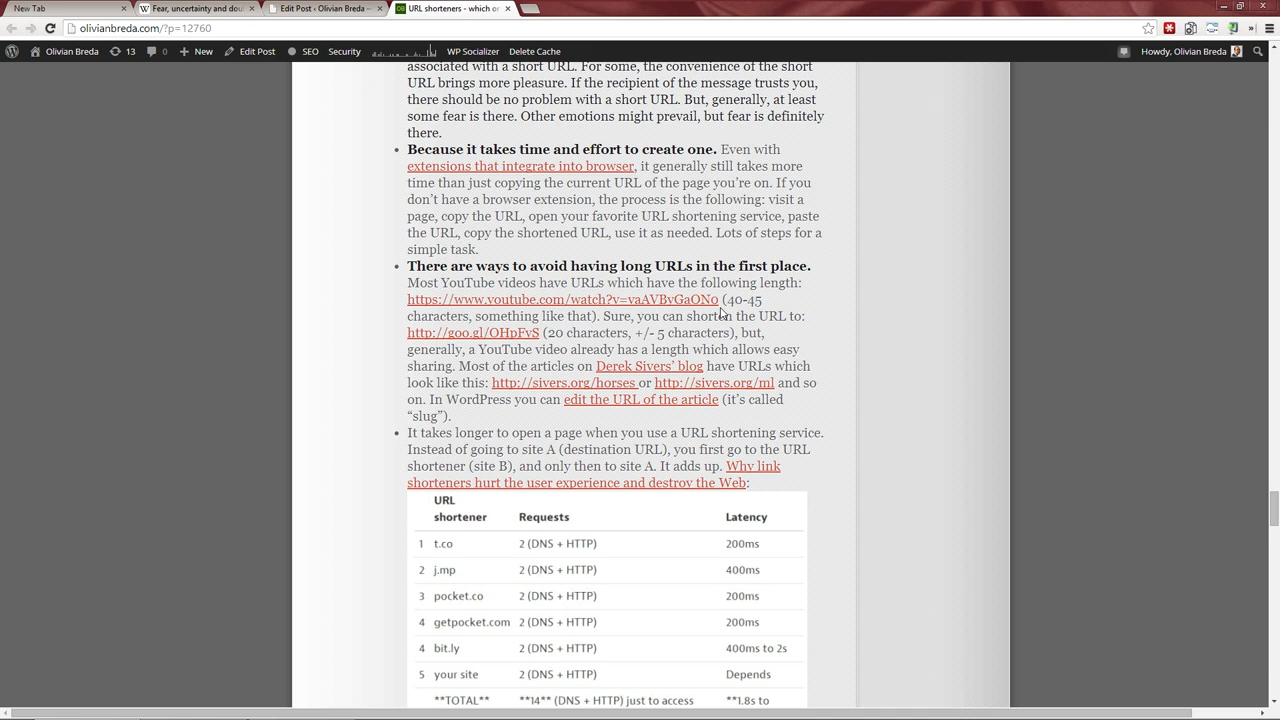 New Tab
Fear, uncertainty and dou
Edit Post ‹ Olivian Breda —
URL shorteners - which or
olivianbreda.com/?p=12760
Olivian Breda 13 0 New Edit Post SEO Security WP Socializer Delete Cache Howdy, Olivian Breda
associated with a short URL. For some, the convenience of the short
URL brings more pleasure. If the recipient of the message trusts you,
there should be no problem with a short URL. But, generally, at least
some fear is there. Other emotions might prevail, but fear is definitely
there.
• Because it takes time and effort to create one. Even with
extensions that integrate into browser, it generally still takes more
time than just copying the current URL of the page you’re on. If you
don’t have a browser extension, the process is the following: visit a
page, copy the URL, open your favorite URL shortening service, paste
the URL, copy the shortened URL, use it as needed. Lots of steps for a
simple task.
• There are ways to avoid having long URLs in the first place.
Most YouTube videos have URLs which have the following length:
https://www.youtube.com/watch?v=vaAVBvGaONo (40-45
characters, something like that). Sure, you can shorten the URL to:
http://goo.gl/OHpFvS (20 characters, +/- 5 characters), but,
generally, a YouTube video already has a length which allows easy
sharing. Most of the articles on Derek Sivers’ blog have URLs which
look like this: http://sivers.org/horses or http://sivers.org/ml and so
on. In WordPress you can edit the URL of the article (it’s called
“slug”).
• It takes longer to open a page when you use a URL shortening service.
Instead of going to site A (destination URL), you first go to the URL
shortener (site B), and only then to site A. It adds up. Why link
shorteners hurt the user experience and destroy the Web:
URL
shortener Requests Latency
1 t.co 2 (DNS + HTTP) 200ms
2 j.mp 2 (DNS + HTTP) 400ms
3 pocket.co 2 (DNS + HTTP) 200ms
4 getpocket.com 2 (DNS + HTTP) 200ms
4 bit.ly 2 (DNS + HTTP) 400ms to 2s
5 your site 2 (DNS + HTTP) Depends
**TOTAL** **14** (DNS + HTTP) just to access **1.8s to